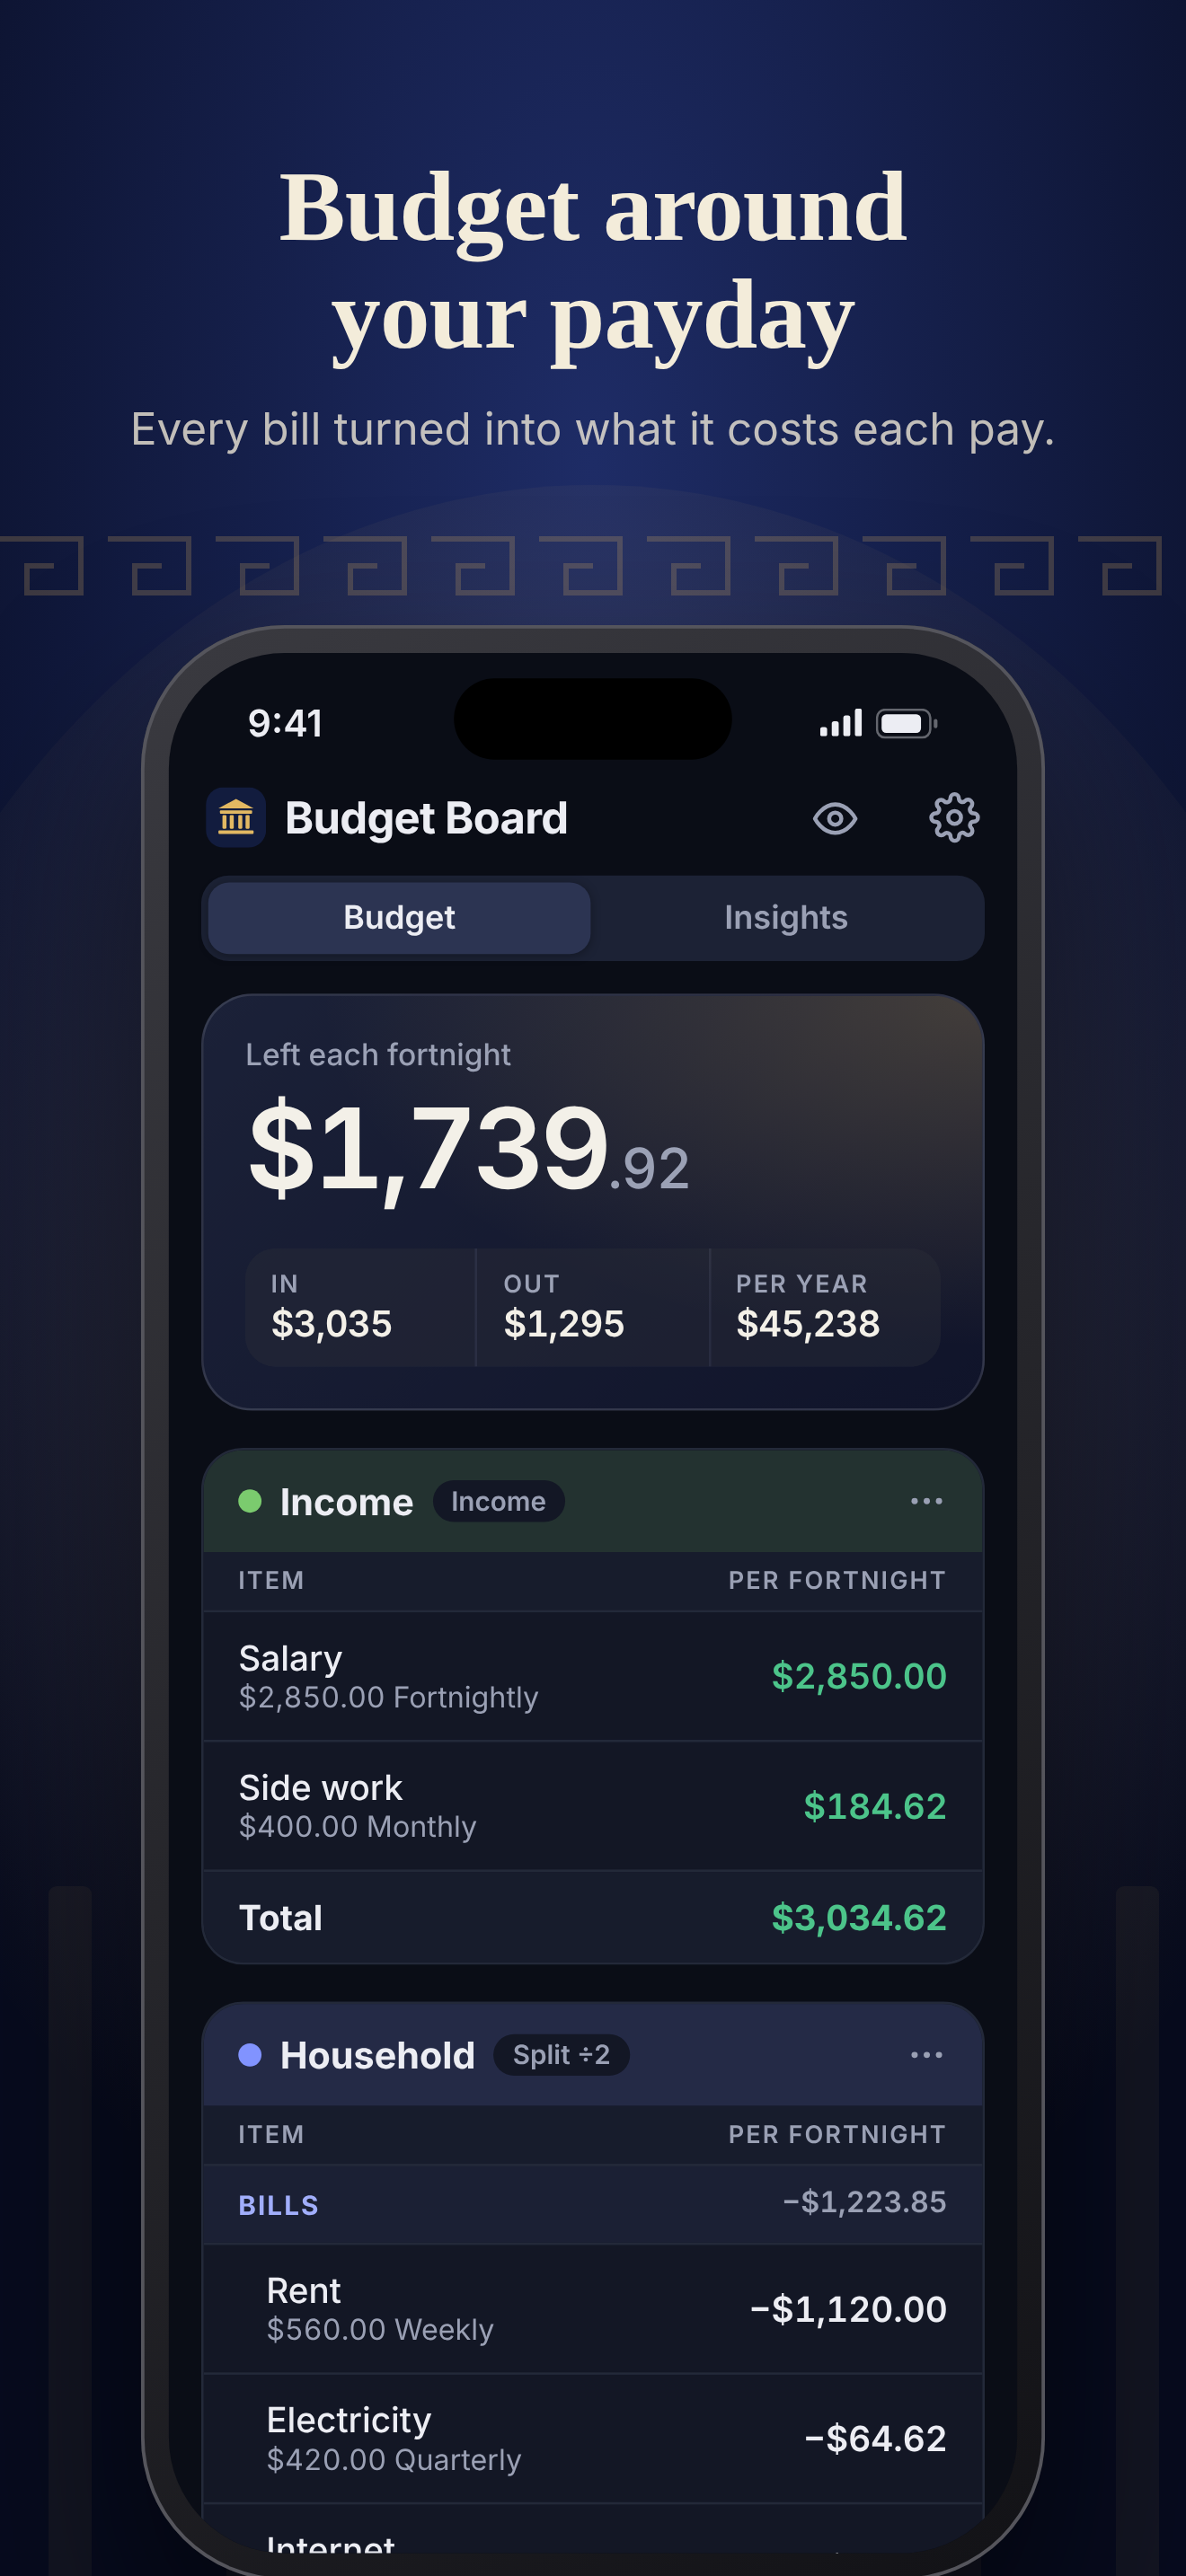 Budget around
your payday
Every bill turned into what it costs each pay.
9:41
Budget Board
Budget Insights
Left each fortnight
$1,739.92
IN OUT PER YEAR
$3,035 $1,295 $45,238
Income Income
ITEM PER FORTNIGHT
Salary
$2,850.00 Fortnightly
$2,850.00
Side work
$400.00 Monthly
$184.62
Total $3,034.62
Household Split ÷2
ITEM PER FORTNIGHT
BILLS −$1,223.85
Rent
$560.00 Weekly
−$1,120.00
Electricity
$420.00 Quarterly
−$64.62
Internet